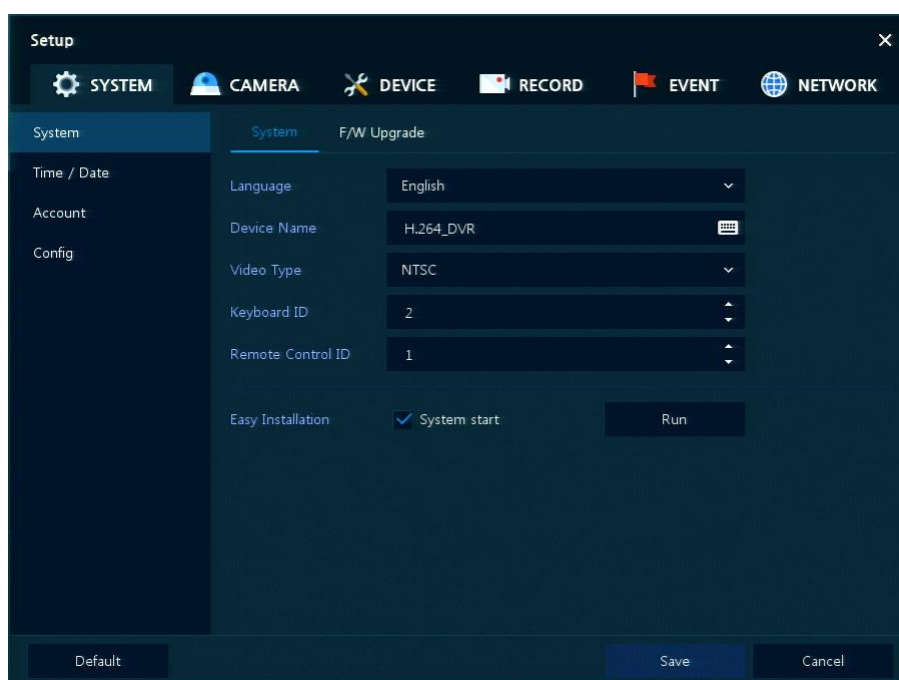 Setup
SYSTEM CAMERA DEVICE RECORD EVENT NETWORK
System System F/W Upgrade
Time / Date
Account
Config
Language English
Device Name H.264_DVR
Video Type NTSC
Keyboard ID 2
Remote Control ID 1
Easy Installation System start Run
Default Save Cancel